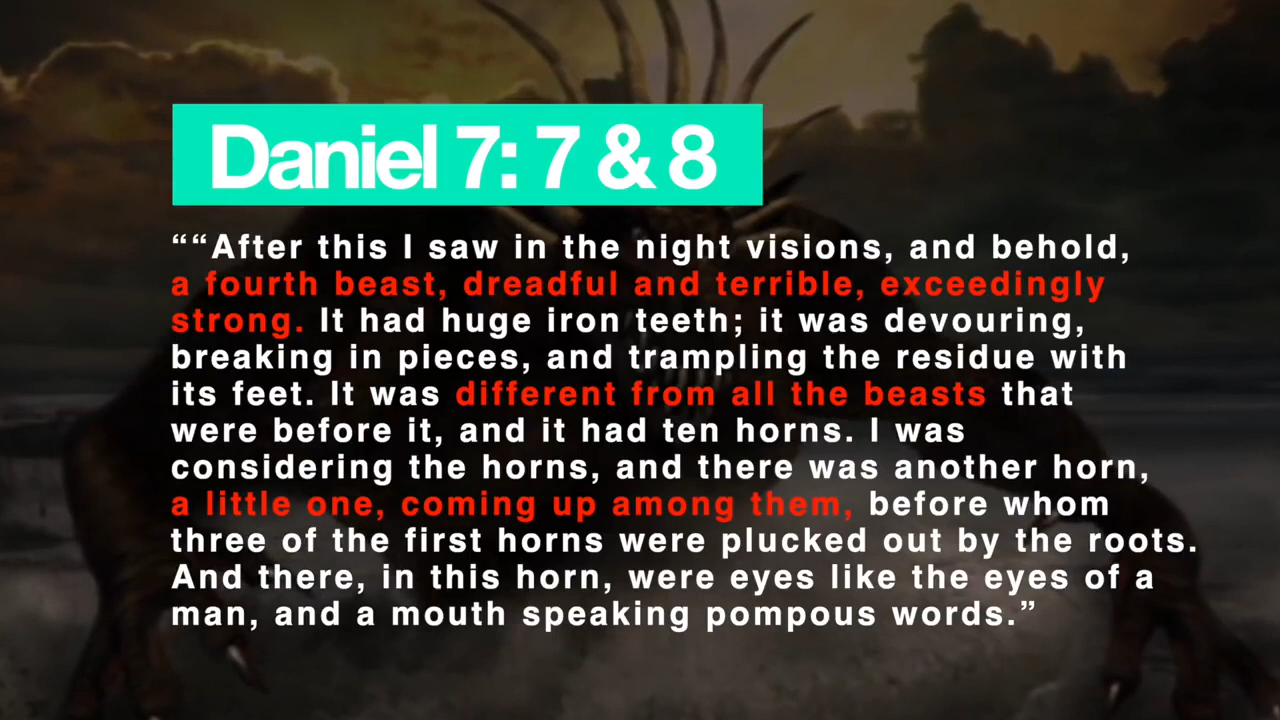 Daniel 7: 7 & 8
““After this I saw in the night visions, and behold,
a fourth beast, dreadful and terrible, exceedingly
strong. It had huge iron teeth; it was devouring,
breaking in pieces, and trampling the residue with
its feet. It was different from all the beasts that
were before it, and it had ten horns. I was
considering the horns, and there was another horn,
a little one, coming up among them, before whom
three of the first horns were plucked out by the roots.
And there, in this horn, were eyes like the eyes of a
man, and a mouth speaking pompous words.”